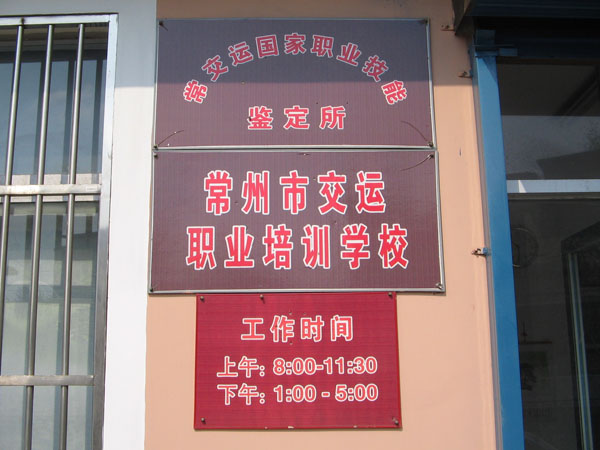 常交运国家职业技能
鉴定所
常州市交运
职业培训学校
工作时间
上午: 8:00-11:30
下午: 1:00 - 5:00